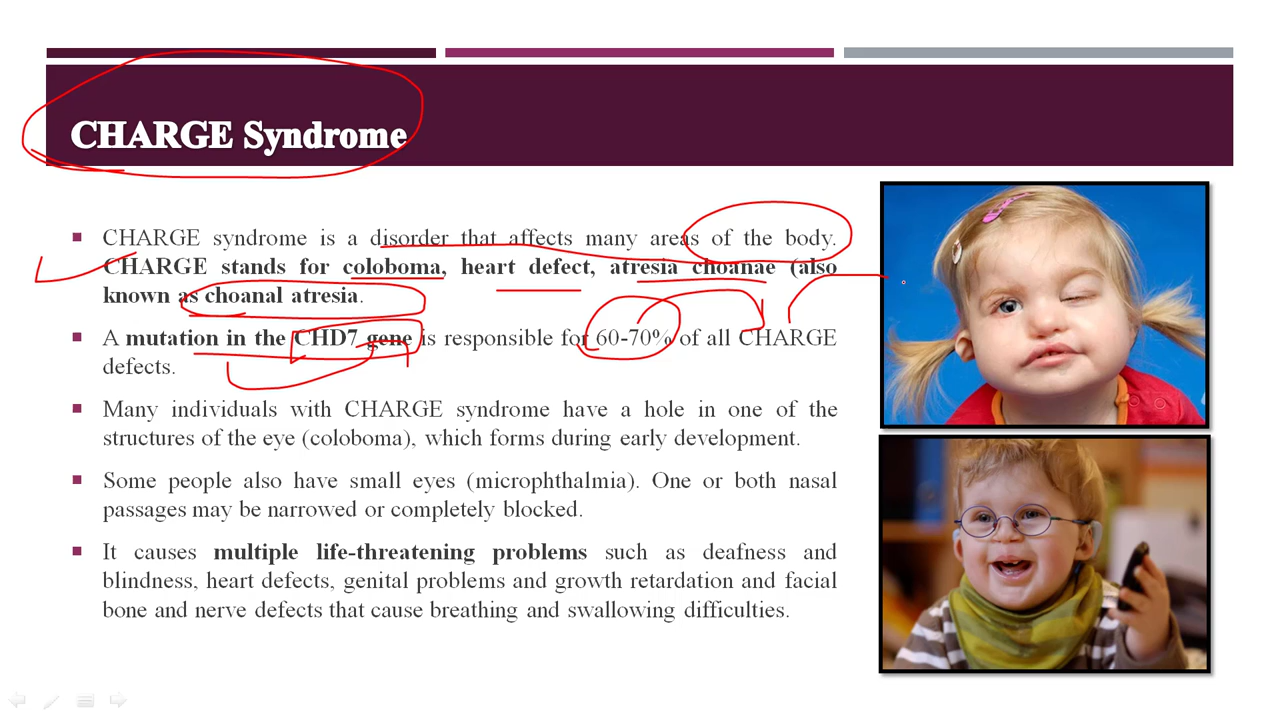 CHARGE Syndrome
CHARGE syndrome is a disorder that affects many areas of the body.
CHARGE stands for coloboma, heart defect, atresia choanae (also
known as choanal atresia.
A mutation in the CHD7 gene is responsible for 60-70% of all CHARGE
defects.
Many individuals with CHARGE syndrome have a hole in one of the
structures of the eye (coloboma), which forms during early development.
Some people also have small eyes (microphthalmia). One or both nasal
passages may be narrowed or completely blocked.
It causes multiple life-threatening problems such as deafness and
blindness, heart defects, genital problems and growth retardation and facial
bone and nerve defects that cause breathing and swallowing difficulties.